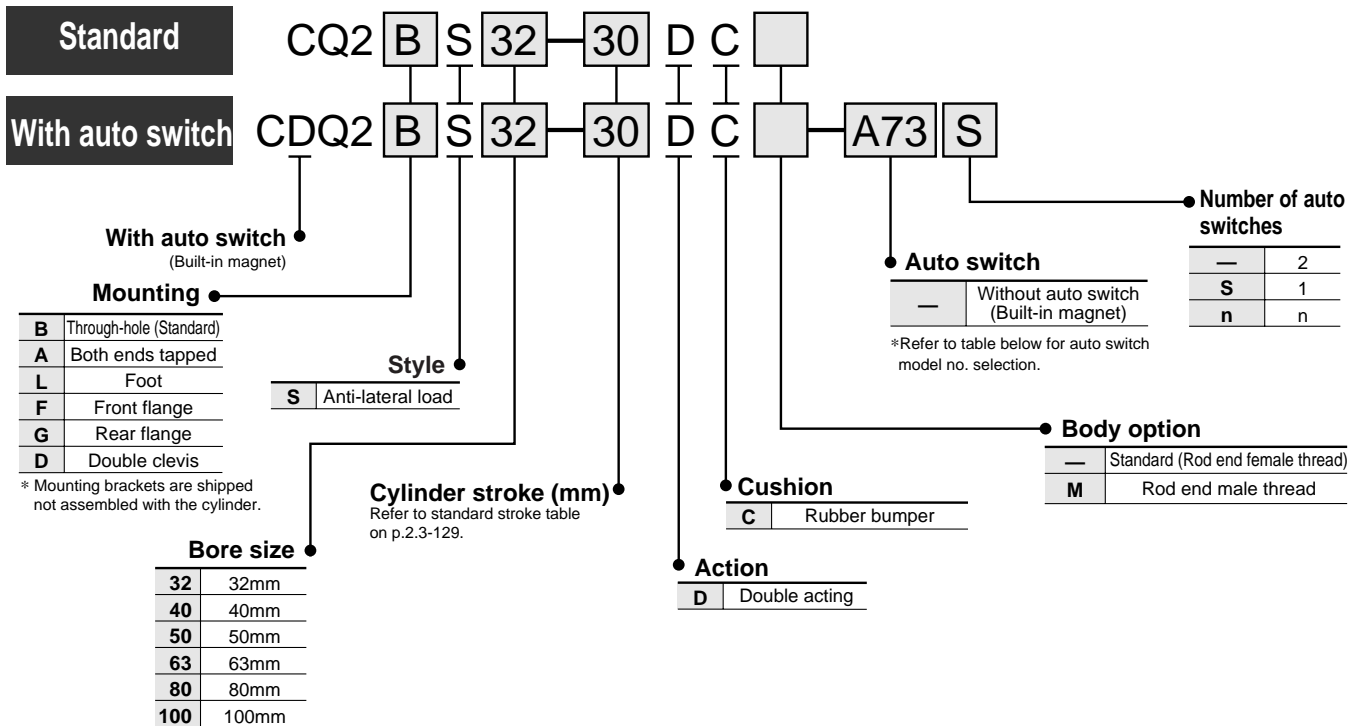 Standard
CQ2 B S 32 — 30 D C
With auto switch
CDQ2 B S 32 — 30 D C — A73 S
With auto switch
(Built-in magnet)
Mounting
B Through-hole (Standard)
A Both ends tapped
L Foot
F Front flange
G Rear flange
D Double clevis
* Mounting brackets are shipped
not assembled with the cylinder.
Style
S Anti-lateral load
Bore size
32 32mm
40 40mm
50 50mm
63 63mm
80 80mm
100 100mm
Cylinder stroke (mm)
Refer to standard stroke table
on p.2.3-129.
Action
D Double acting
Cushion
C Rubber bumper
Body option
— Standard (Rod end female thread)
M Rod end male thread
Auto switch
— Without auto switch
(Built-in magnet)
*Refer to table below for auto switch
model no. selection.
Number of auto
switches
— 2
S 1
n n